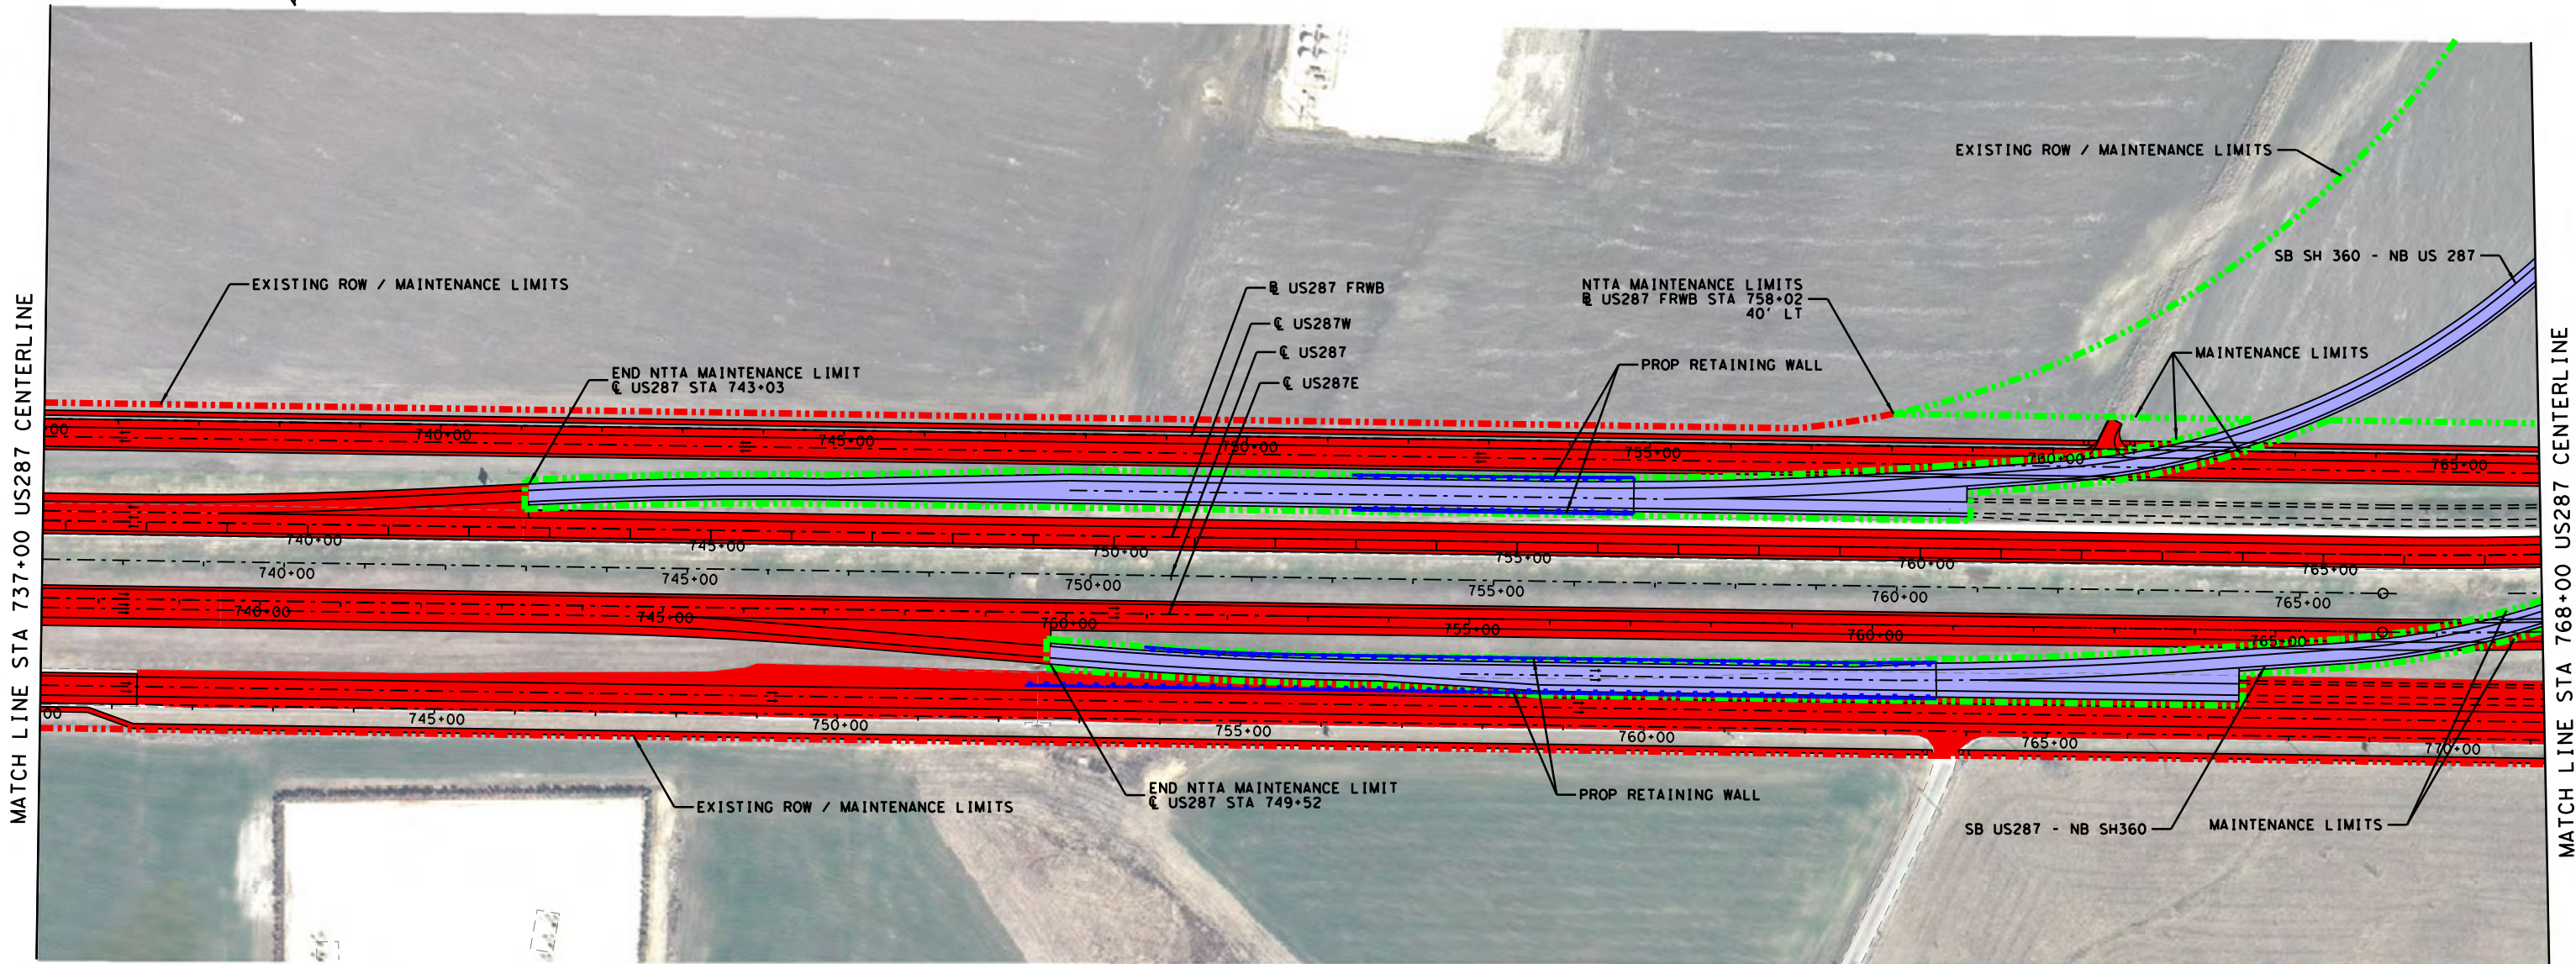 EXISTING ROW / MAINTENANCE LIMITS
SB SH 360 - NB US 287
EXISTING ROW / MAINTENANCE LIMITS
℄ US287 FRWB
NTTA MAINTENANCE LIMITS
℄ US287 FRWB STA 758+02
40' LT
℄ US287W
℄ US287
MAINTENANCE LIMITS
PROP RETAINING WALL
END NTTA MAINTENANCE LIMIT
℄ US287 STA 743+03
℄ US287E
MATCH LINE STA 737+00 US287 CENTERLINE
MATCH LINE STA 768+00 US287 CENTERLINE
00
740+00
745+00
750+00
755+00
760+00
765+00
740+00
745+00
750+00
755+00
760+00
765+00
740+00
745+00
750+00
755+00
760+00
765+00
740+00
745+00
750+00
755+00
760+00
765+00
00
745+00
750+00
755+00
760+00
765+00
770+00
END NTTA MAINTENANCE LIMIT
℄ US287 STA 749+52
PROP RETAINING WALL
EXISTING ROW / MAINTENANCE LIMITS
SB US287 - NB SH360
MAINTENANCE LIMITS